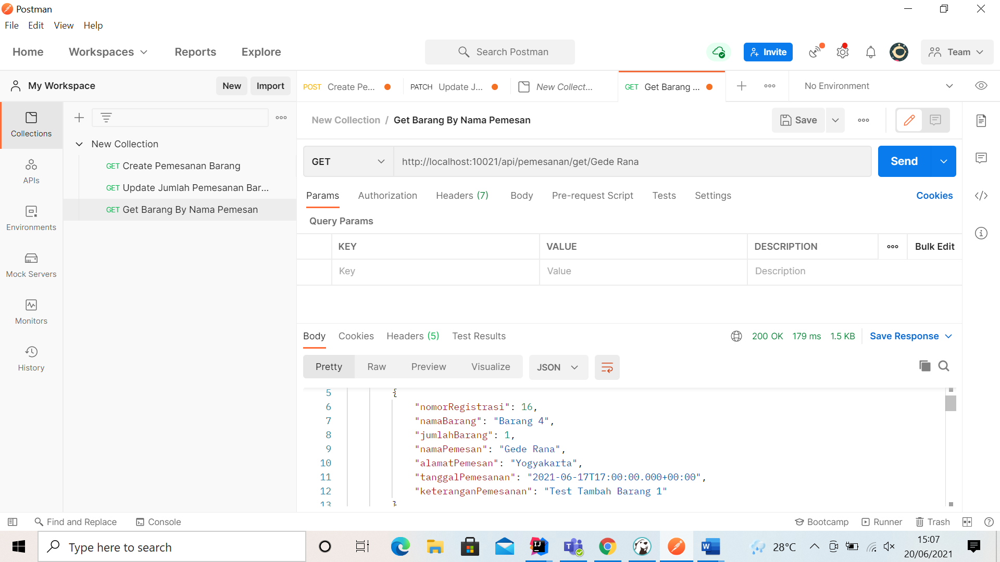 Postman
File Edit View Help
Home Workspaces Reports Explore
Search Postman
Invite
Team
My Workspace
New Import
POST Create Pe...
PATCH Update J...
New Collect...
GET Get Barang ...
No Environment
Collections
APIs
Environments
Mock Servers
Monitors
History
New Collection
GET Create Pemesanan Barang
GET Update Jumlah Pemesanan Bar...
GET Get Barang By Nama Pemesan
New Collection / Get Barang By Nama Pemesan
Save
GET http://localhost:10021/api/pemesanan/get/Gede Rana
Send
Params Authorization Headers (7) Body Pre-request Script Tests Settings
Cookies
Query Params
KEY VALUE DESCRIPTION
Bulk Edit
Key Value Description
Body Cookies Headers (5) Test Results
200 OK 179 ms 1.5 KB
Save Response
Pretty Raw Preview Visualize
JSON
5 {
6 "nomorRegistrasi": 16,
7 "namaBarang": "Barang 4",
8 "jumlahBarang": 1,
9 "namaPemesan": "Gede Rana",
10 "alamatPemesan": "Yogyakarta",
11 "tanggalPemesanan": "2021-06-17T17:00:00.000+00:00",
12 "keteranganPemesanan": "Test Tambah Barang 1"
13 }
Find and Replace Console
Bootcamp Runner Trash
Type here to search
28°C
15:07
20/06/2021